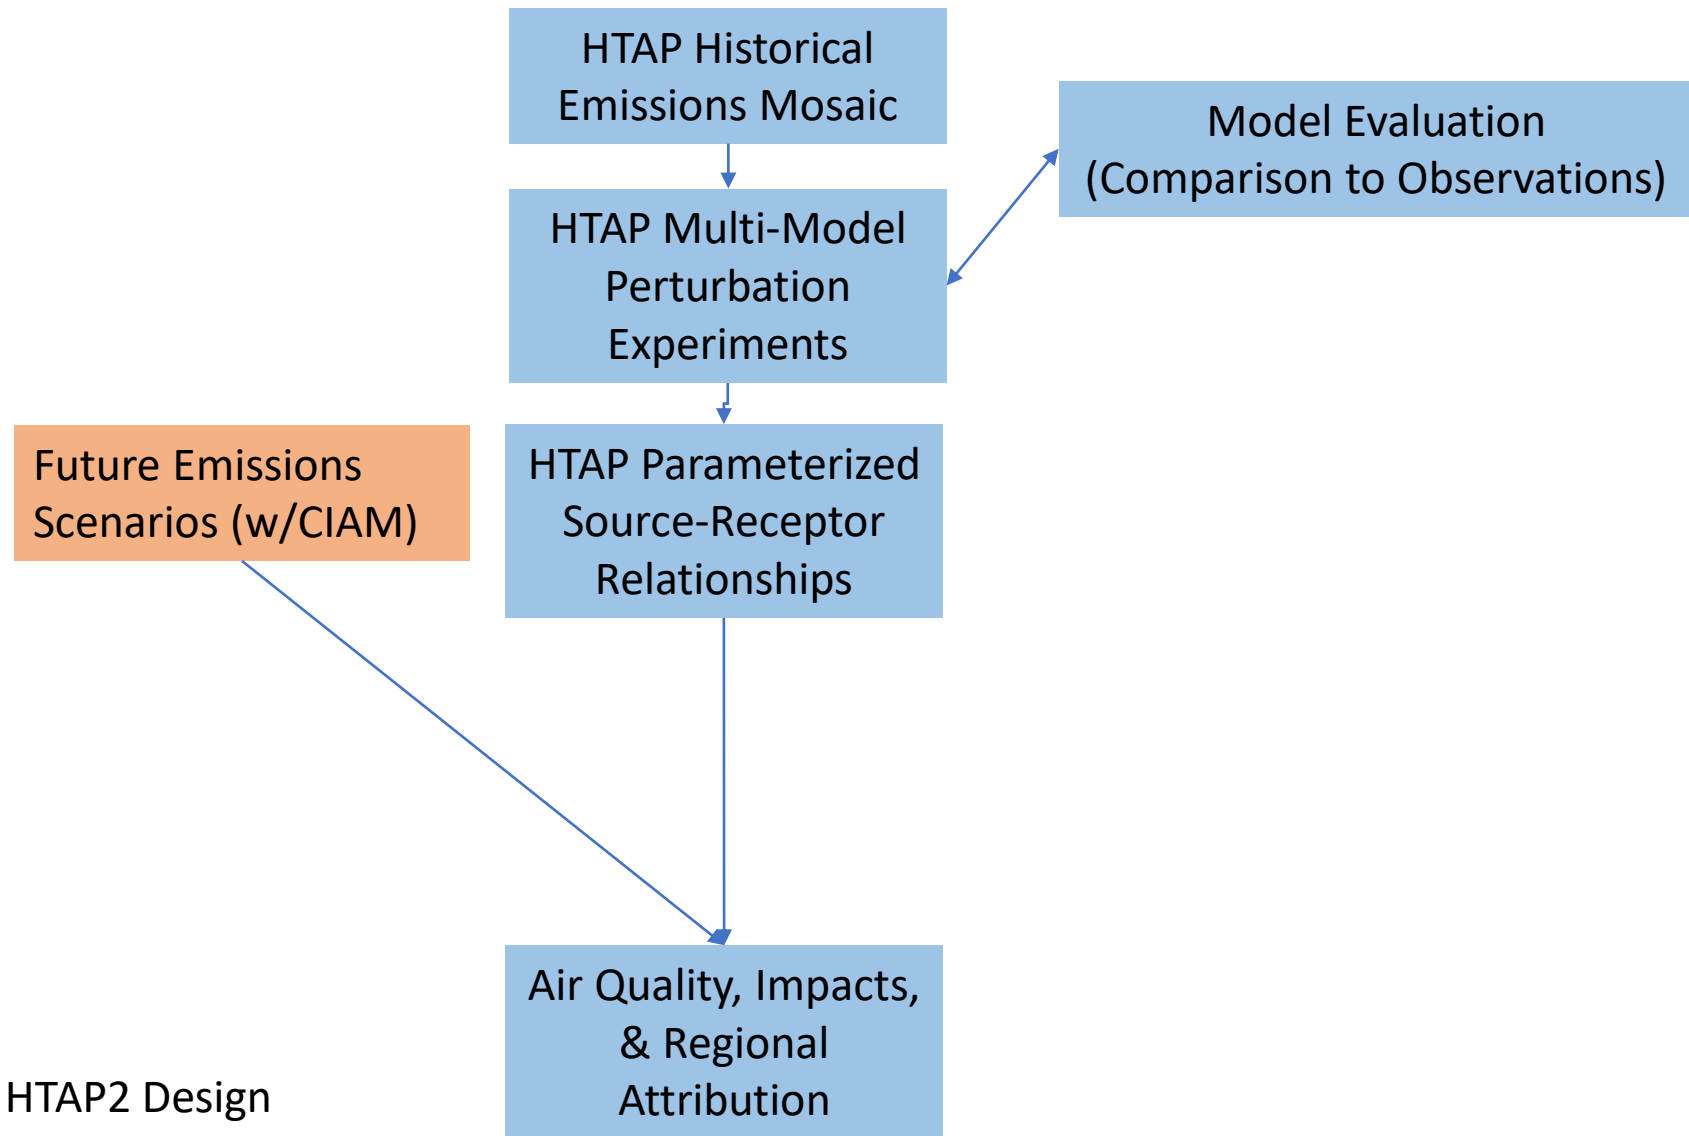 HTAP Historical
Emissions Mosaic
Model Evaluation
(Comparison to Observations)
HTAP Multi-Model
Perturbation
Experiments
Future Emissions
Scenarios (w/CIAM)
HTAP Parameterized
Source-Receptor
Relationships
Air Quality, Impacts,
& Regional
Attribution
HTAP2 Design